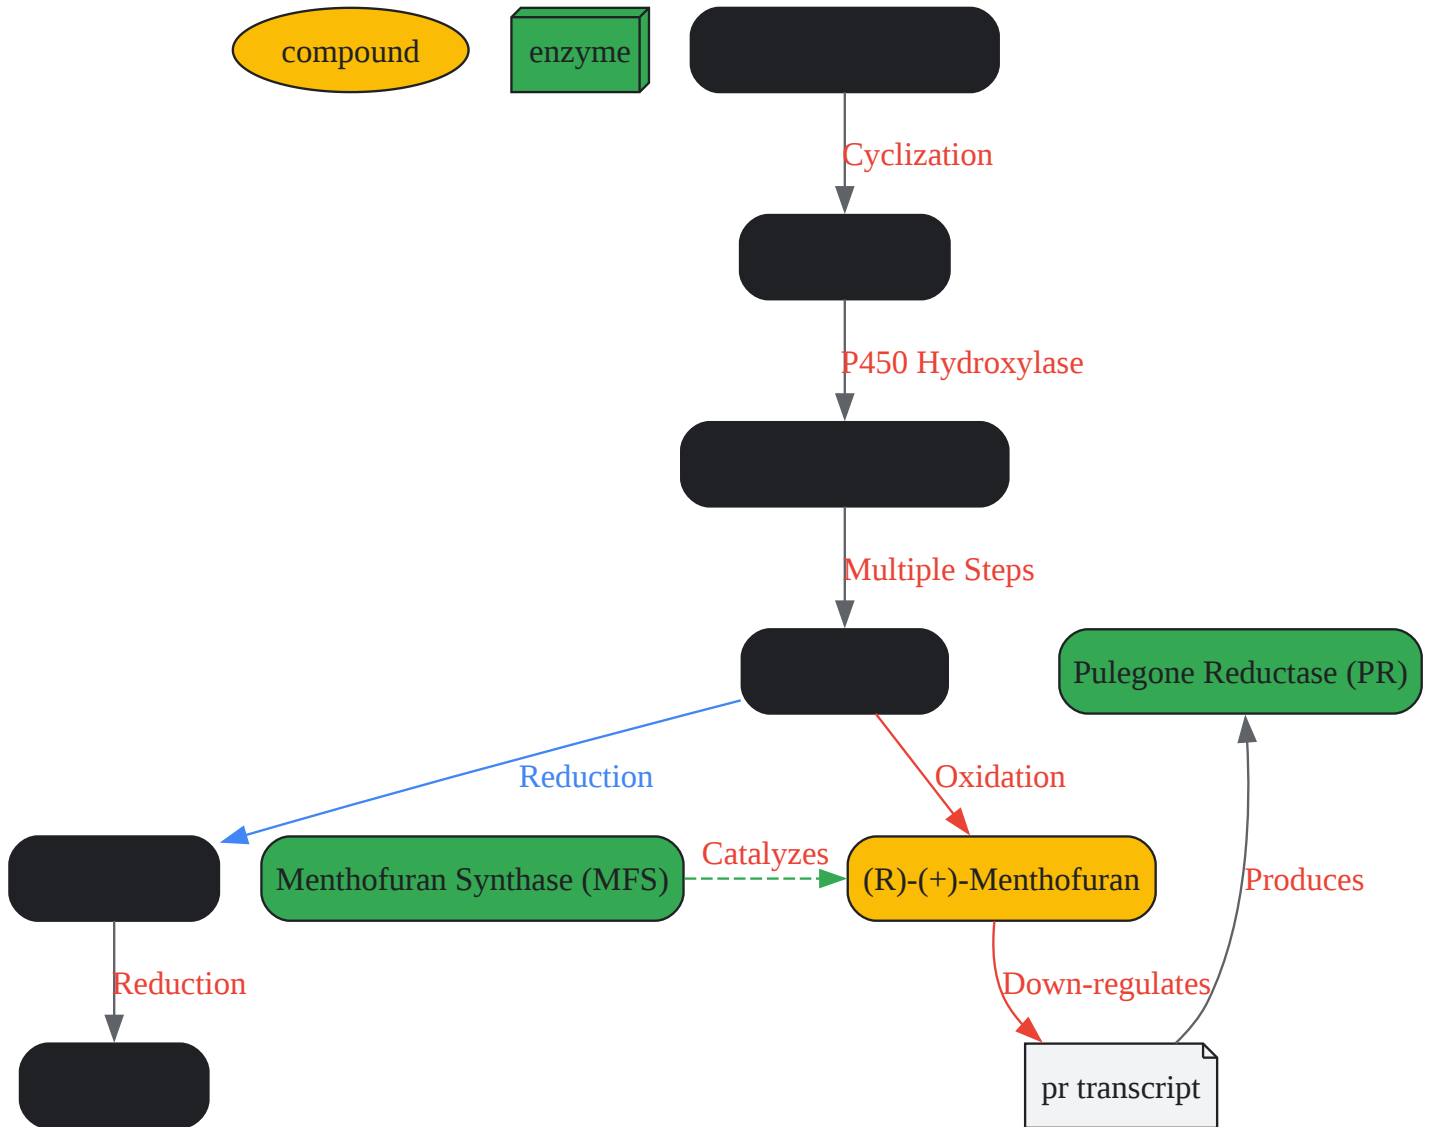 compound
enzyme
Cyclization
P450 Hydroxylase
Multiple Steps
Pulegone Reductase (PR)
Reduction
Oxidation
Menthofuran Synthase (MFS)
Catalyzes
(R)-(+)-Menthofuran
Produces
Reduction
Down-regulates
pr transcript